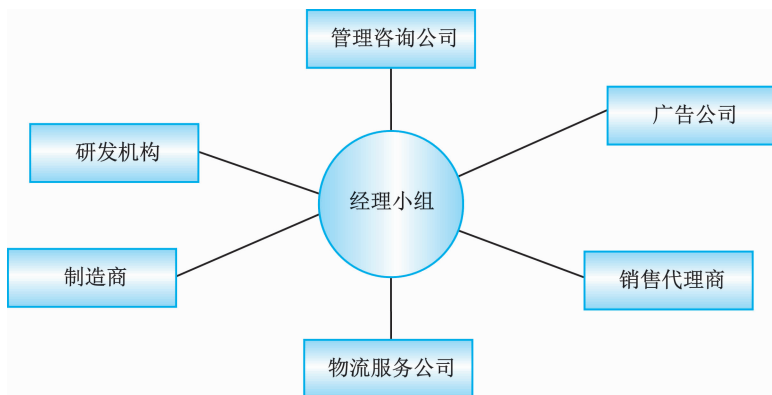 管理咨询公司
广告公司
研发机构
经理小组
制造商
销售代理商
物流服务公司